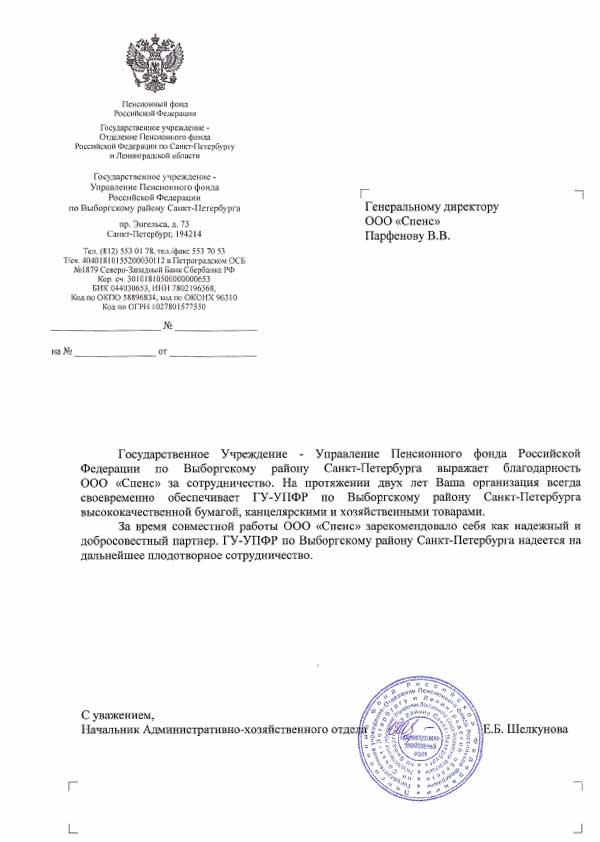 Пенсионный фонд
Российской Федерации
Государственное учреждение -
Отделение Пенсионного фонда
Российской Федерации по Санкт-Петербургу
и Ленинградской области
Государственное учреждение -
Управление Пенсионного фонда
Российской Федерации
по Выборгскому району Санкт-Петербурга
пр. Энгельса, д. 73
Санкт-Петербург, 194214
Тел. (812) 553 01 78, тел./факс 553 70 53
Т/сч. 40401810155200030112 в Петроградском ОСБ
№1879 Северо-Западный Банк Сбербанка РФ
Кор. сч. 30101810500000000653
БИК 044030653, ИНН 7802196368,
Код по ОКПО 58896834, код по ОКОНХ 96310
Код по ОГРН 1027801577550
№
на № от
Генеральному директору
ООО «Спенс»
Парфенову В.В.
Государственное Учреждение - Управление Пенсионного фонда Российской
Федерации по Выборгскому району Санкт-Петербурга выражает благодарность
ООО «Спенс» за сотрудничество. На протяжении двух лет Ваша организация всегда
своевременно обеспечивает ГУ-УПФР по Выборгскому району Санкт-Петербурга
высококачественной бумагой, канцелярскими и хозяйственными товарами.
За время совместной работы ООО «Спенс» зарекомендовало себя как надежный и
добросовестный партнер. ГУ-УПФР по Выборгскому району Санкт-Петербурга надеется на
дальнейшее плодотворное сотрудничество.
С уважением,
Начальник Административно-хозяйственного отдела Е.Б. Шелкунова
Административно-
хозяйственный
отдел